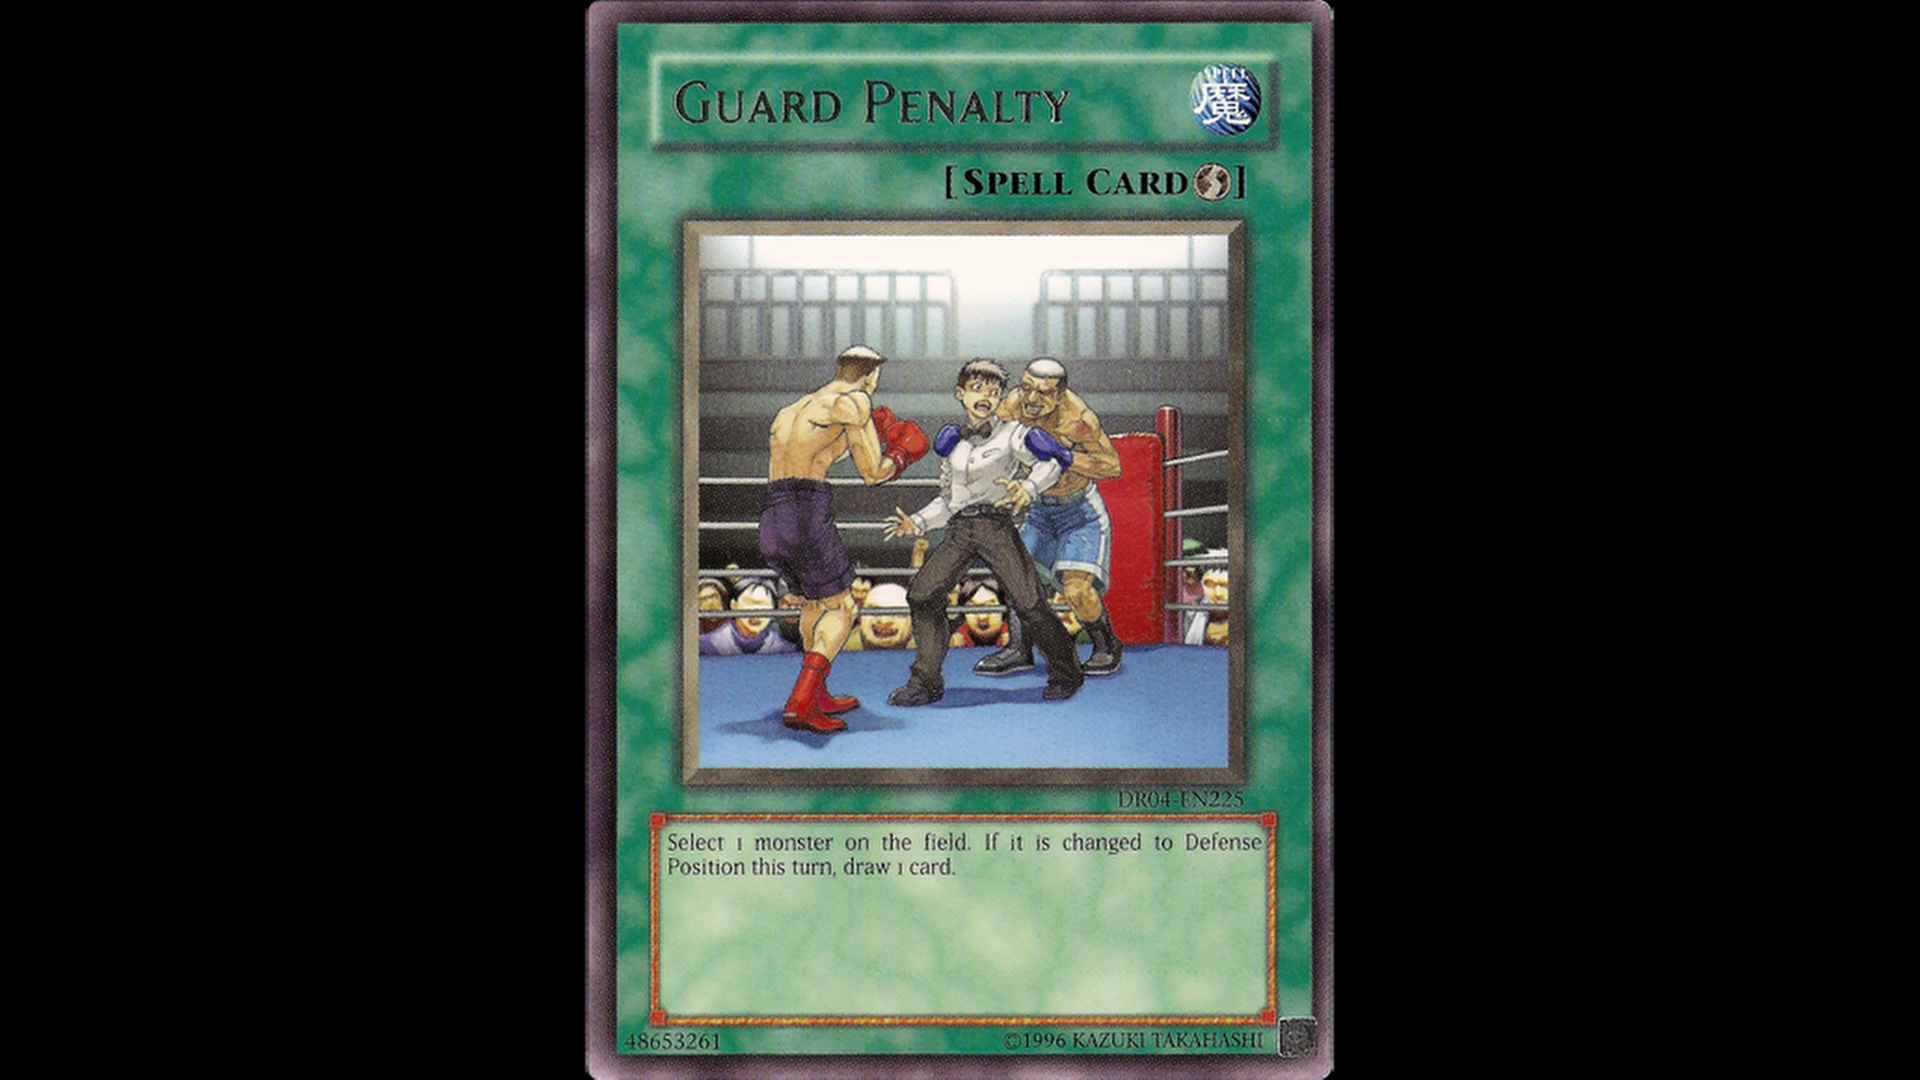 GUARD PENALTY
SPELL
魔
[SPELL CARD]
DR04-EN225
Select 1 monster on the field. If it is changed to Defense
Position this turn, draw 1 card.
48653261
©1996 KAZUKI TAKAHASHI